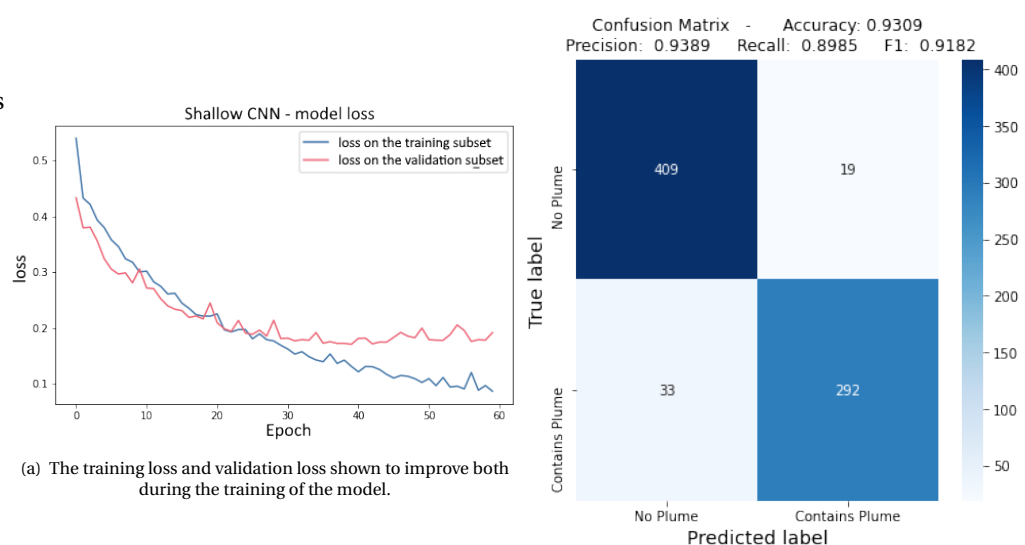 s
Shallow CNN - model loss
loss on the training subset
loss on the validation subset
0.5
0.4
0.3
0.2
0.1
loss
0
10
20
30
40
50
60
Epoch
(a) The training loss and validation loss shown to improve both
during the training of the model.
Confusion Matrix - Accuracy: 0.9309
Precision: 0.9389 Recall: 0.8985 F1: 0.9182
True label
No Plume
Contains Plume
409
19
33
292
No Plume
Contains Plume
Predicted label
400
350
300
250
200
150
100
50